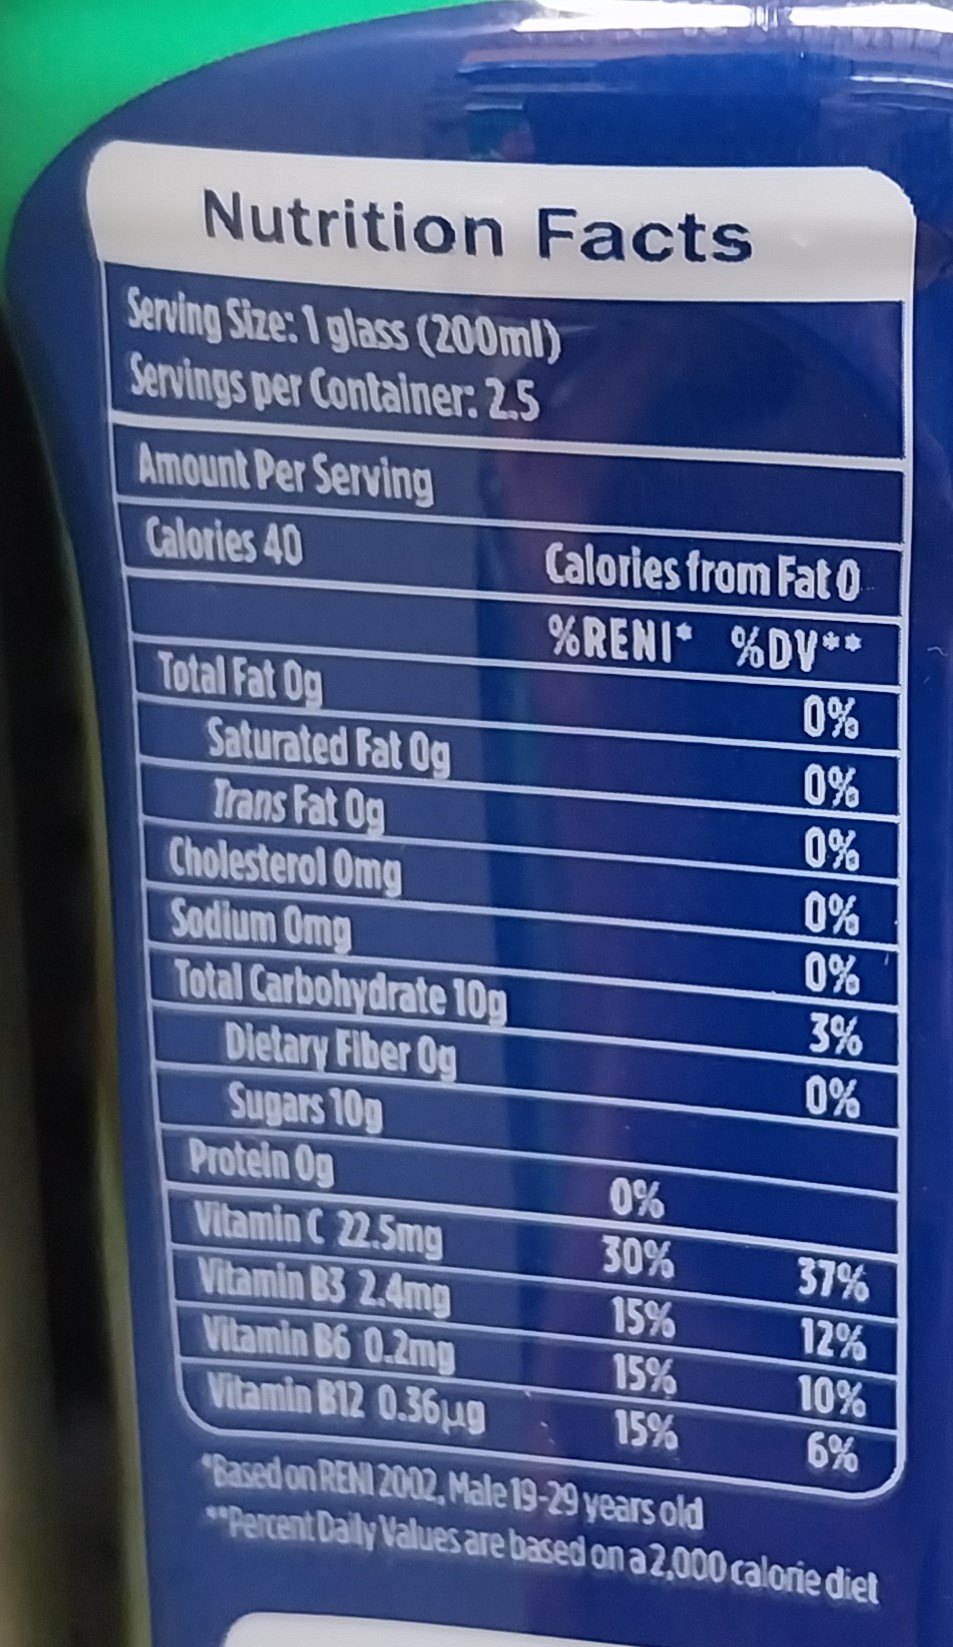 Nutrition Facts
Serving Size: 1 glass (200ml)
Servings per Container: 2.5
Amount Per Serving
Calories 40 Calories from Fat 0
%RENI* %DV**
Total Fat 0g 0%
Saturated Fat 0g 0%
Trans Fat 0g 0%
Cholesterol 0mg 0%
Sodium 0mg 0%
Total Carbohydrate 10g 3%
Dietary Fiber 0g 0%
Sugars 10g
Protein 0g 0%
Vitamin C 22.5mg 30% 37%
Vitamin B3 2.4mg 15% 12%
Vitamin B6 0.2mg 15% 10%
Vitamin B12 0.36µg 15% 6%
*Based on RENI 2002, Male 19-29 years old
**Percent Daily Values are based on a 2,000 calorie diet